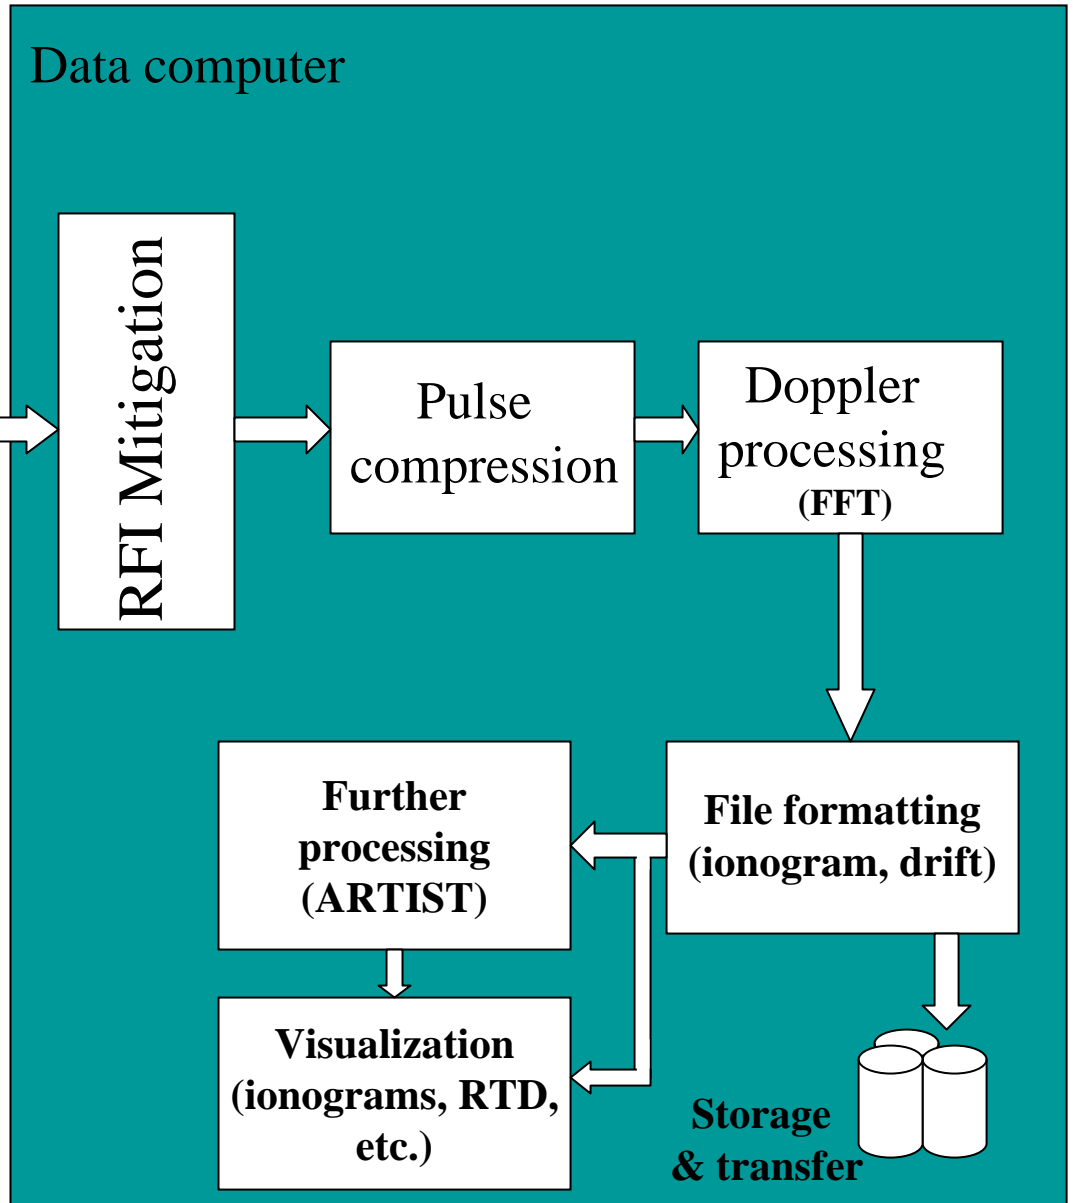 Data computer
RFI Mitigation
Pulse
compression
Doppler
processing
(FFT)
Further
processing
(ARTIST)
File formatting
(ionogram, drift)
Visualization
(ionograms, RTD,
etc.)
Storage
& transfer